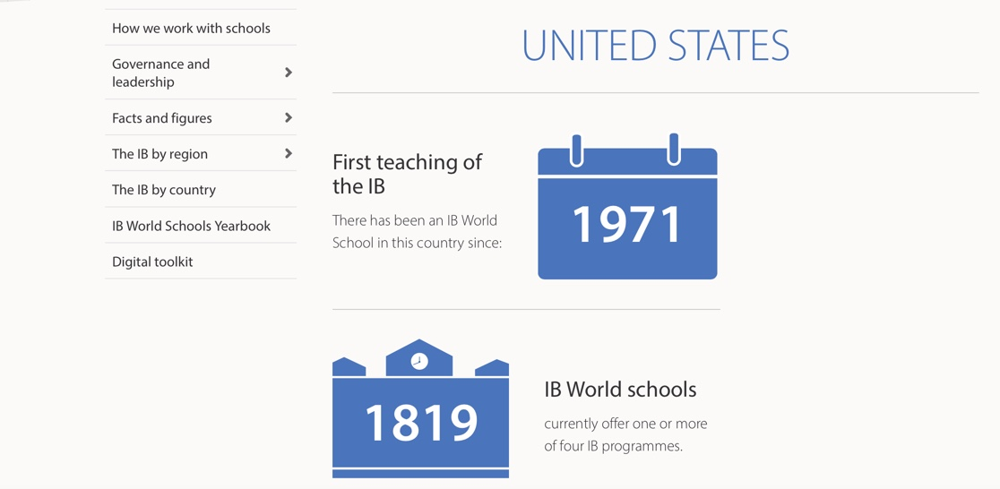 How we work with schools
Governance and
leadership
Facts and figures
The IB by region
The IB by country
IB World Schools Yearbook
Digital toolkit
UNITED STATES
First teaching of
the IB
There has been an IB World
School in this country since:
1971
1819
IB World schools
currently offer one or more
of four IB programmes.